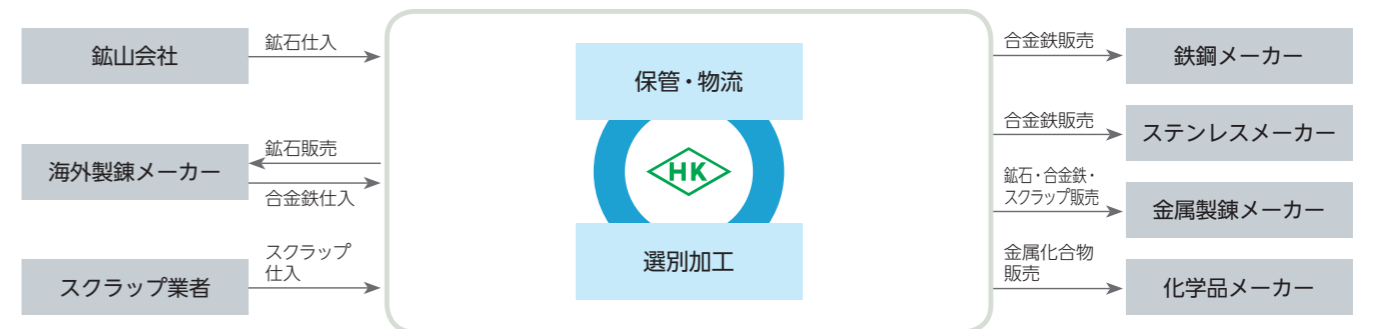 鉱山会社
鉱石仕入
海外製錬メーカー
鉱石販売
合金鉄仕入
スクラップ業者
スクラップ
仕入
保管・物流
HK
選別加工
合金鉄販売
鉄鋼メーカー
合金鉄販売
ステンレスメーカー
鉱石・合金鉄・
スクラップ販売
金属製錬メーカー
金属化合物
販売
化学品メーカー